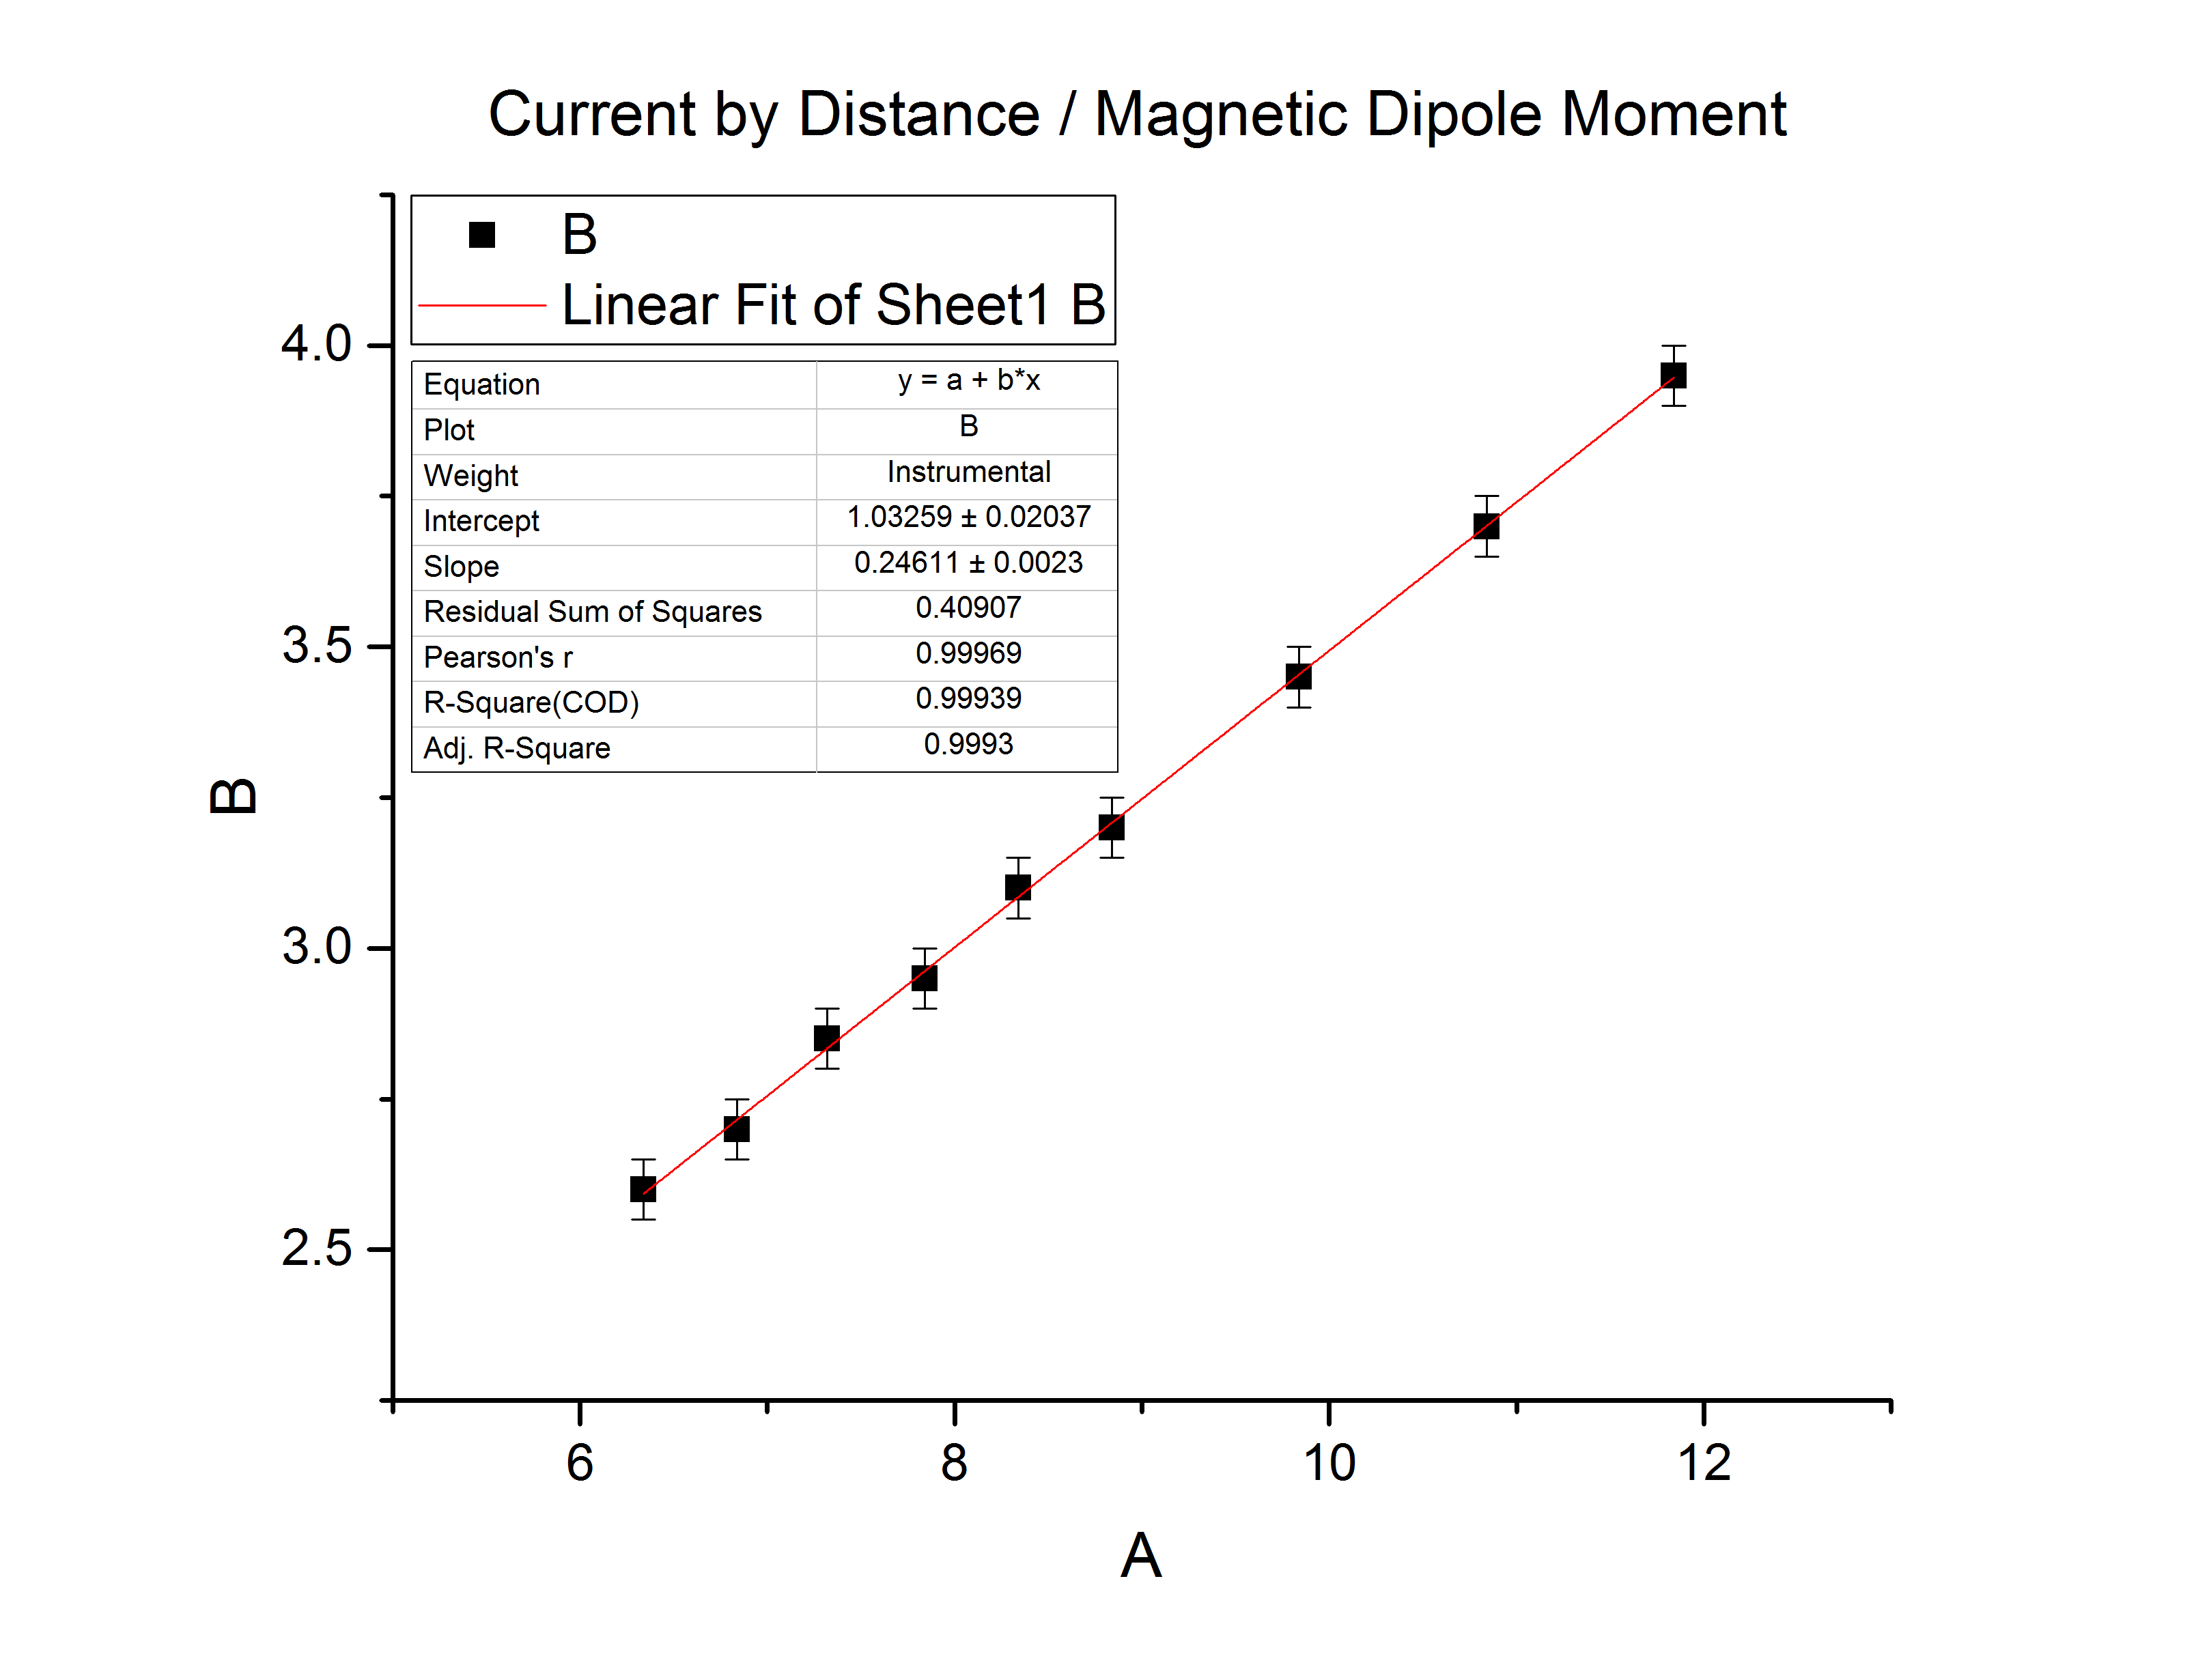 Current by Distance / Magnetic Dipole Moment
B
Linear Fit of Sheet1 B
Equation y = a + b*x
Plot B
Weight Instrumental
Intercept 1.03259 ± 0.02037
Slope 0.24611 ± 0.0023
Residual Sum of Squares 0.40907
Pearson's r 0.99969
R-Square(COD) 0.99939
Adj. R-Square 0.9993
4.0
3.5
3.0
2.5
B
6 8 10 12
A